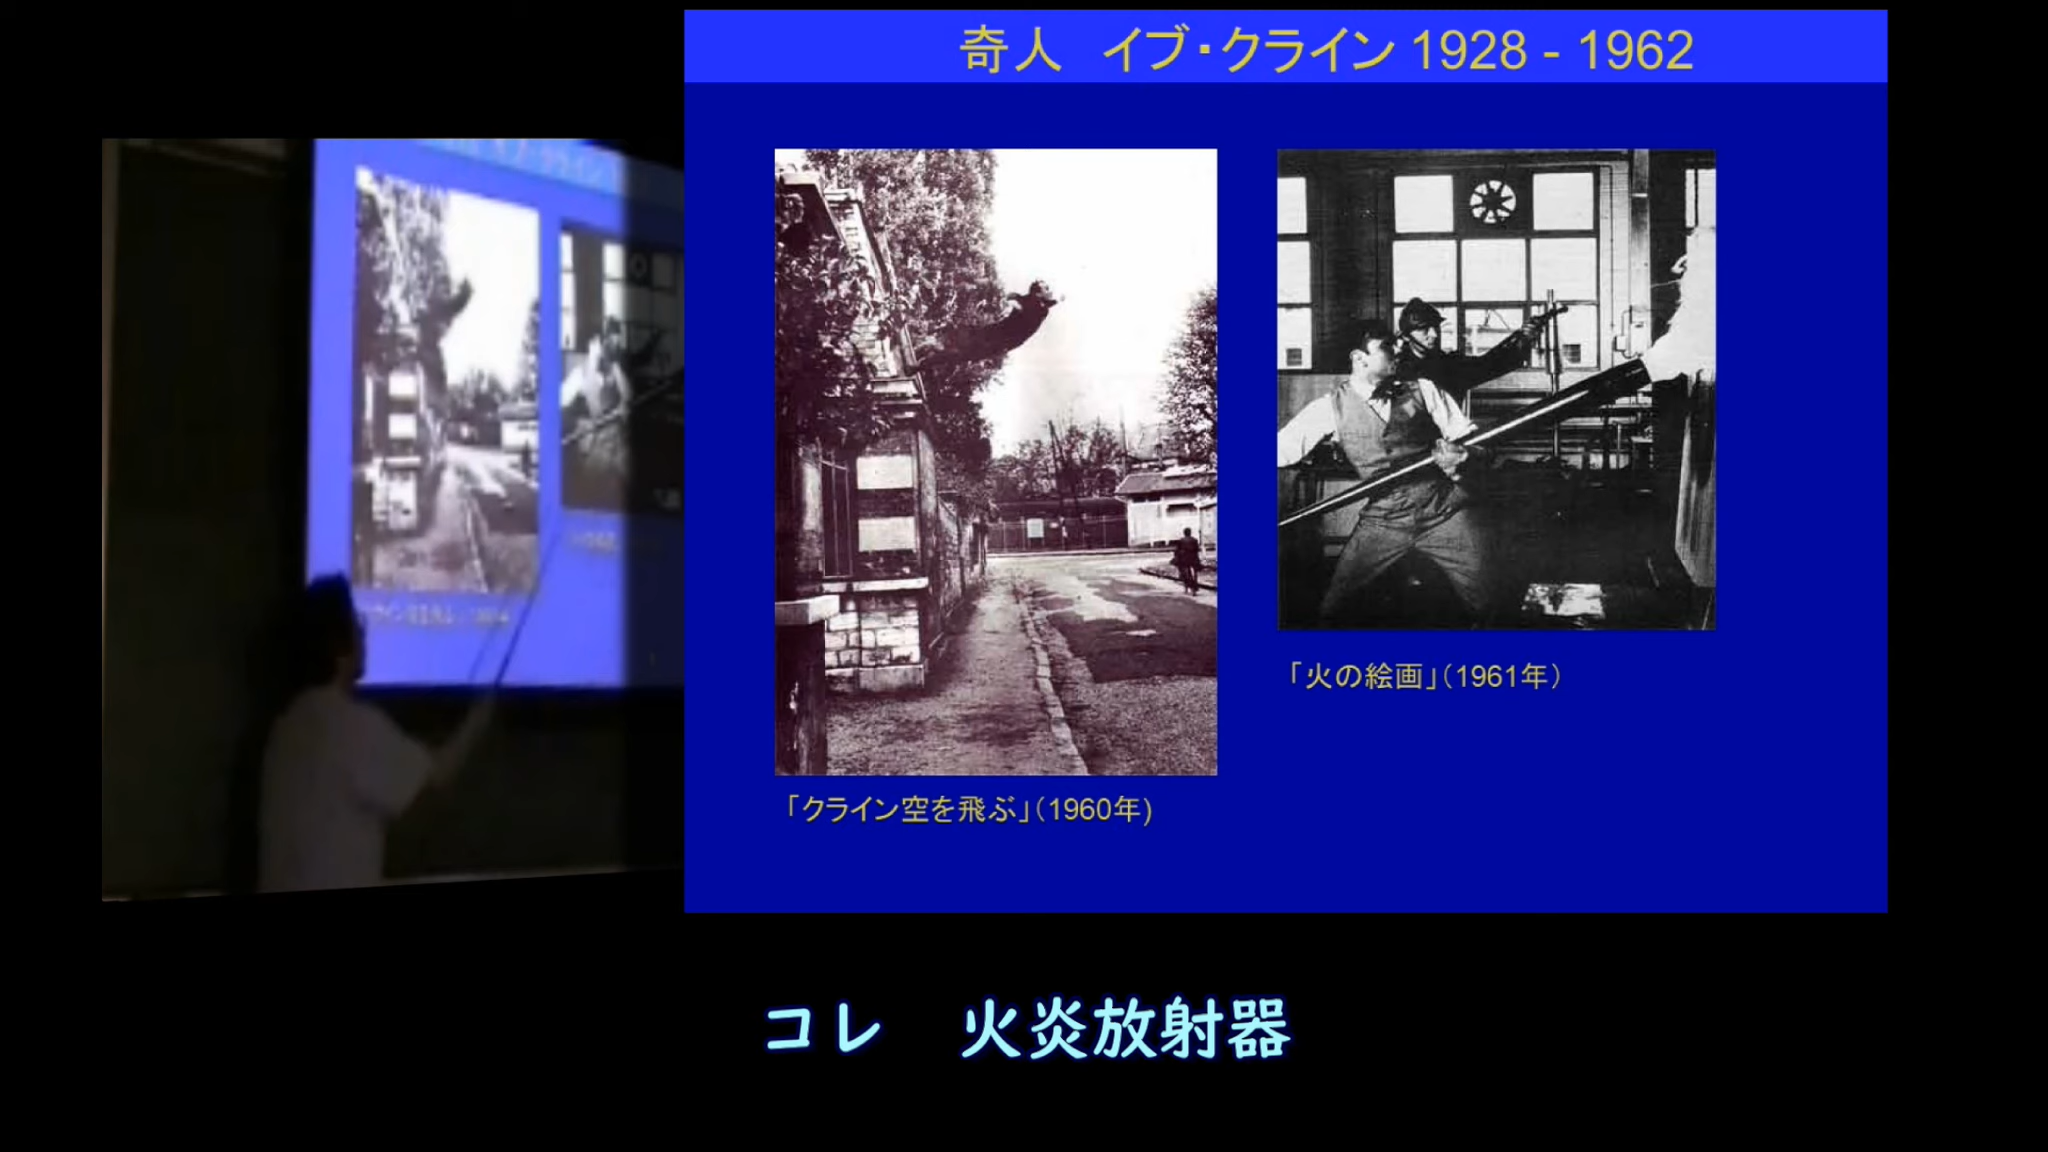 奇人　イブ・クライン 1928 - 1962
「クライン空を飛ぶ」（1960年）
「火の絵画」（1961年）
コレ　火炎放射器